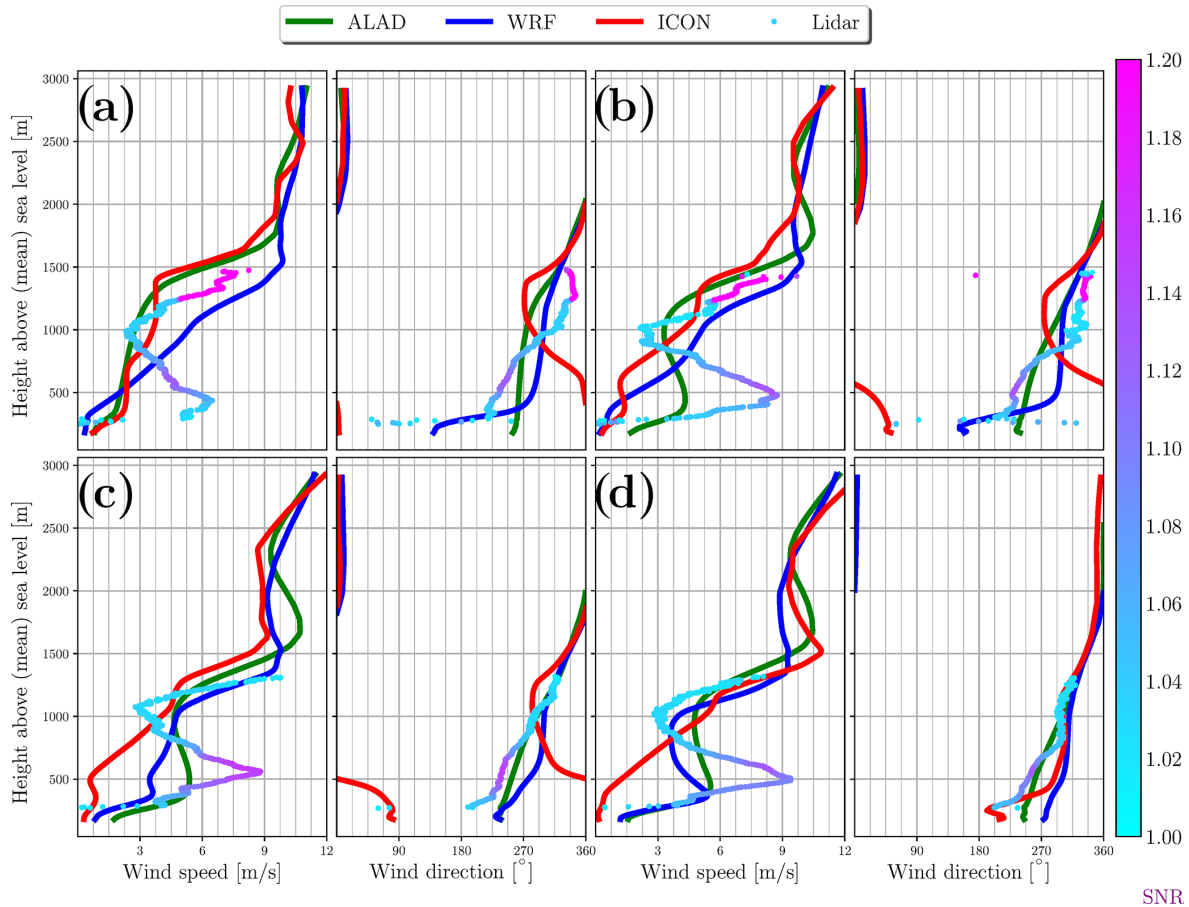 ALAD WRF ICON Lidar
(a) (b)
3000
2500
2000
1500
1000
500
Height above (mean) sea level [m]
3 6 9 12 90 180 270 360 3 6 9 12 90 180 270 360
(c) (d)
3000
2500
2000
1500
1000
500
Height above (mean) sea level [m]
Wind speed [m/s] Wind direction [°] Wind speed [m/s] Wind direction [°]
1.20
1.18
1.16
1.14
1.12
1.10
1.08
1.06
1.04
1.02
1.00
SNR